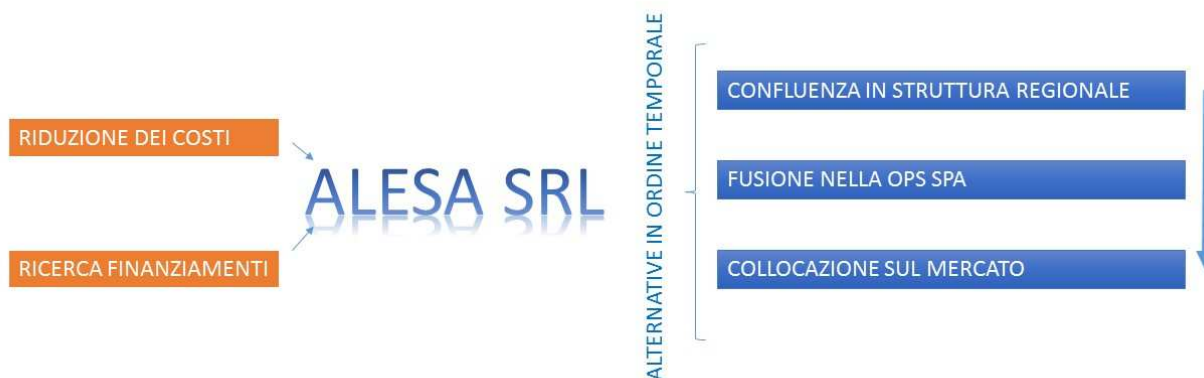 RIDUZIONE DEI COSTI
RICERCA FINANZIAMENTI
ALESA SRL
ALTERNATIVE IN ORDINE TEMPORALE
CONFLUENZA IN STRUTTURA REGIONALE
FUSIONE NELLA OPS SPA
COLLOCAZIONE SUL MERCATO